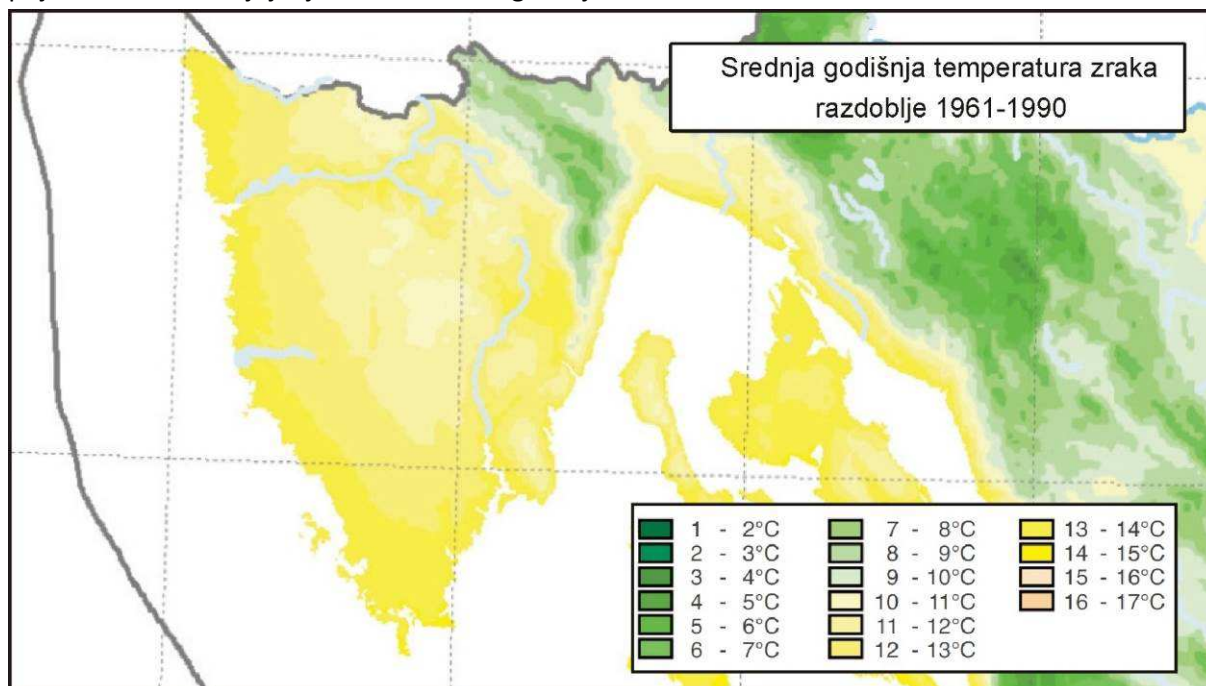 Srednja godišnja temperatura zraka
razdoblje 1961-1990
1 - 2°C
2 - 3°C
3 - 4°C
4 - 5°C
5 - 6°C
6 - 7°C
7 - 8°C
8 - 9°C
9 - 10°C
10 - 11°C
11 - 12°C
12 - 13°C
13 - 14°C
14 - 15°C
15 - 16°C
16 - 17°C